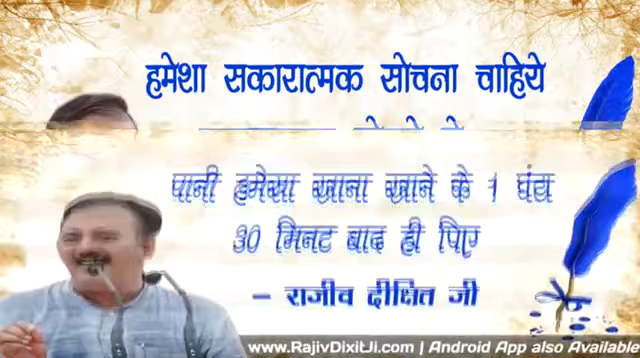 हमेशा सकारात्मक सोचना चाहिये
पानी हमेसा खाना खाने के 1 घंटा
30 मिनट बाद ही पिए
- राजीव दीक्षित जी
www.RajivDixitJi.com | Android App also Available